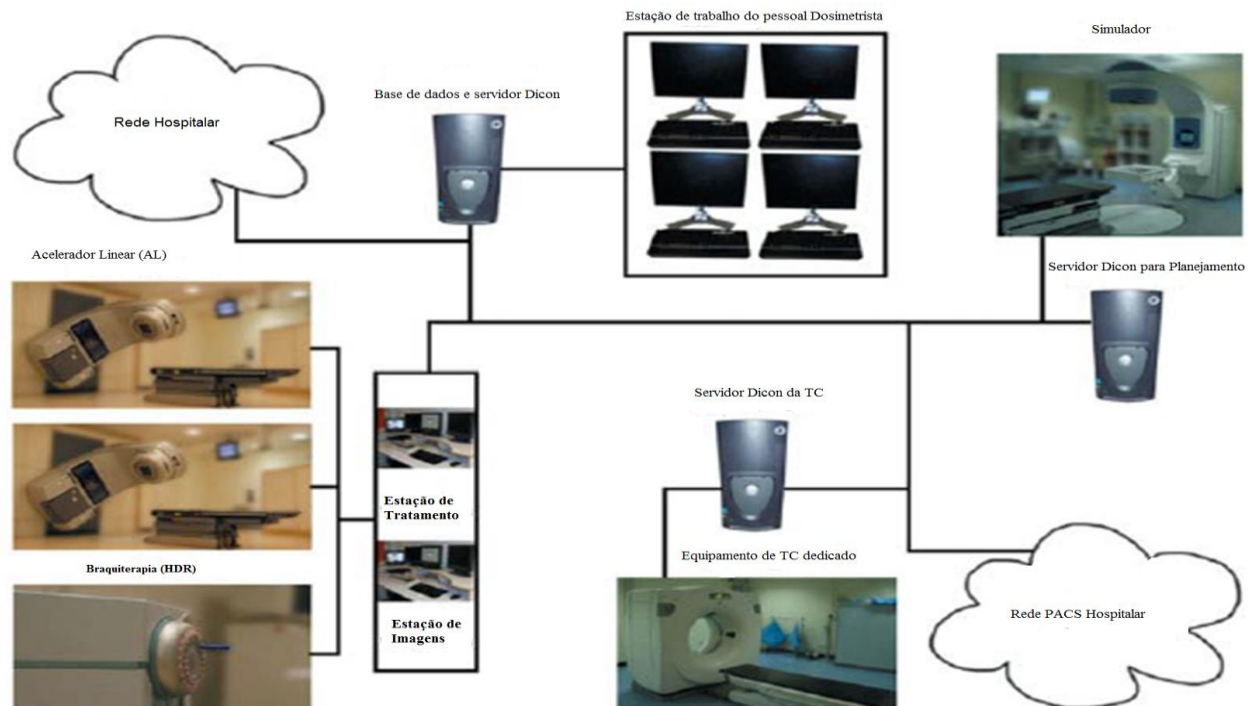 Estação de trabalho do pessoal Dosimetrista
Simulador
Base de dados e servidor Dicon
Rede Hospitalar
Acelerador Linear (AL)
Servidor Dicon para Planejamento
Servidor Dicon da TC
Estação de
Tratamento
Equipamento de TC dedicado
Braquiterapia (HDR)
Rede PACS Hospitalar
Estação de
Imagens